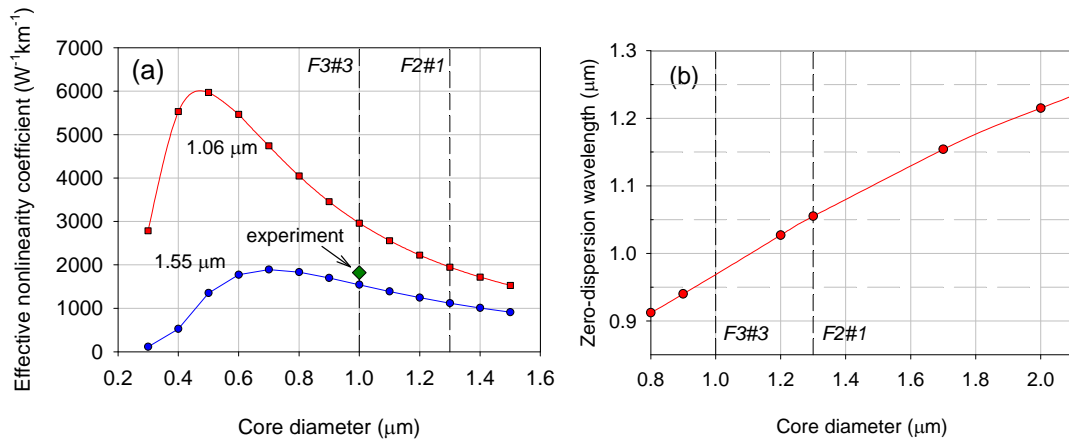 (a)
F3#3
F2#1
1.06 μm
1.55 μm
experiment
7000
6000
5000
4000
3000
2000
1000
0
0.2 0.4 0.6 0.8 1.0 1.2 1.4 1.6
Core diameter (μm)
Effective nonlinearity coefficient (W-1km-1)
(b)
F3#3
F2#1
1.3
1.2
1.1
1.0
0.9
0.8 1.0 1.2 1.4 1.6 1.8 2.0
Core diameter (μm)
Zero-dispersion wavelength (μm)